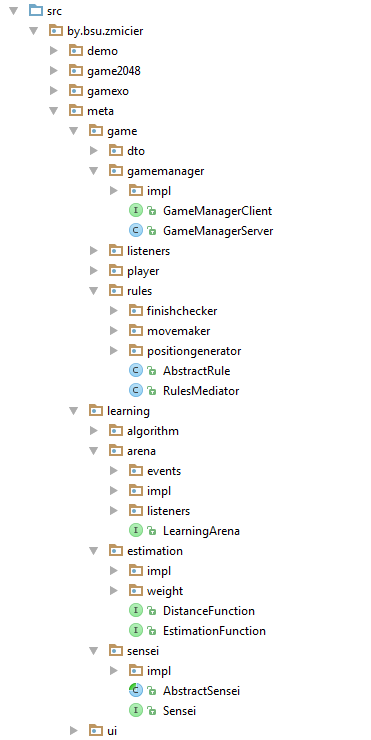 src
by.bsu.zmicier
demo
game2048
gamexo
meta
game
dto
gamemanager
impl
I GameManagerClient
C GameManagerServer
listeners
player
rules
finishchecker
movemaker
positiongenerator
C AbstractRule
C RulesMediator
learning
algorithm
arena
events
impl
listeners
I LearningArena
estimation
impl
weight
I DistanceFunction
I EstimationFunction
sensei
impl
C AbstractSensei
I Sensei
ui